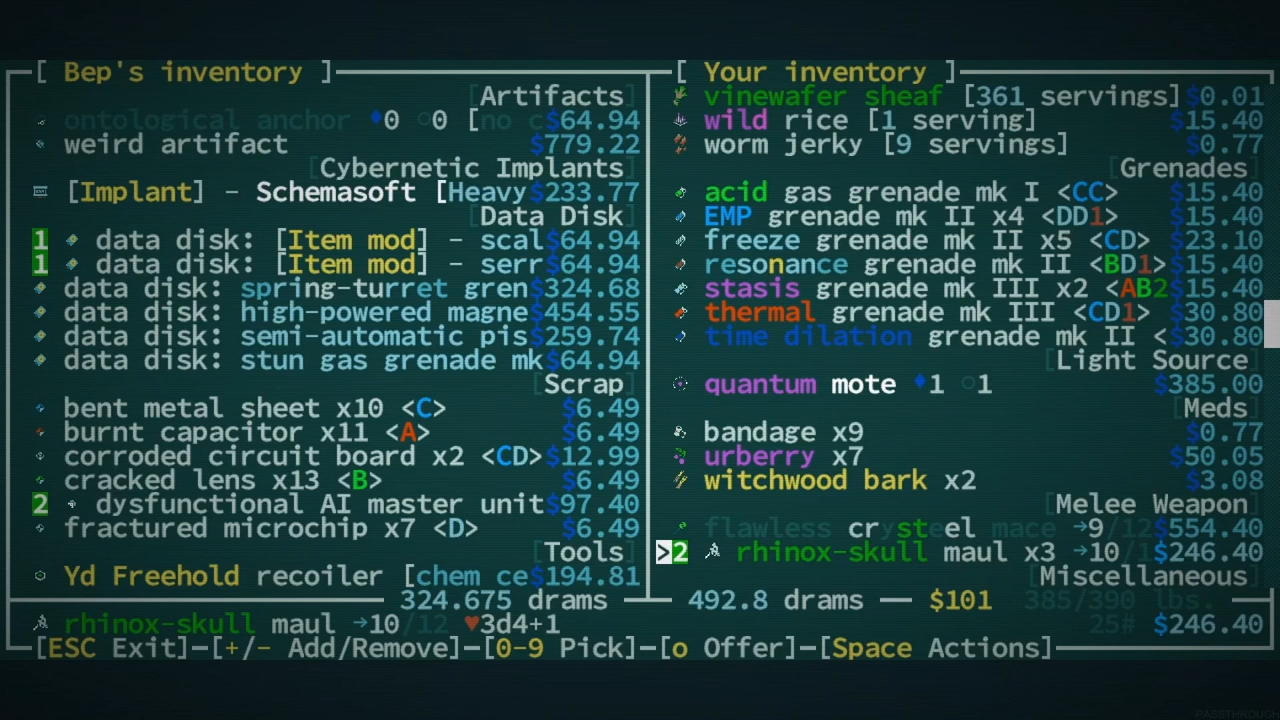 [ Bep's inventory ]
[Artifacts]
ontological anchor ♦0 ○0 [no c$64.94
weird artifact $779.22
[Cybernetic Implants]
[Implant] - Schemasoft [Heavy$233.77
[Data Disk]
1 data disk: [Item mod] - scal$64.94
1 data disk: [Item mod] - serr$64.94
data disk: spring-turret gren$324.68
data disk: high-powered magne$454.55
data disk: semi-automatic pis$259.74
data disk: stun gas grenade mk$64.94
[Scrap]
bent metal sheet x10 <C> $6.49
burnt capacitor x11 <A> $6.49
corroded circuit board x2 <CD>$12.99
cracked lens x13 <B> $6.49
2 dysfunctional AI master unit$97.40
fractured microchip x7 <D> $6.49
[Tools]
Yd Freehold recoiler [chem ce$194.81
324.675 drams
[ Your inventory ]
vinewafer sheaf [361 servings] $0.01
wild rice [1 serving] $15.40
worm jerky [9 servings] $0.77
[Grenades]
acid gas grenade mk I <CC> $15.40
EMP grenade mk II x4 <DD1> $15.40
freeze grenade mk II x5 <CD> $23.10
resonance grenade mk II <BD1>$15.40
stasis grenade mk III x2 <AB2$15.40
thermal grenade mk III <CD1> $30.80
time dilation grenade mk II <$30.80
[Light Source]
quantum mote ♦1 ○1 $385.00
[Meds]
bandage x9 $0.77
urberry x7 $50.05
witchwood bark x2 $3.08
[Melee Weapon]
flawless crysteel mace →9/12$554.40
>2 rhinox-skull maul x3 →10/1$246.40
[Miscellaneous]
492.8 drams — $101 385/390 lbs.
rhinox-skull maul →10/12 ♥3d4+1 25# $246.40
[ESC Exit]—[+/- Add/Remove]—[0-9 Pick]—[o Offer]—[Space Actions]
PASSTHROUGH